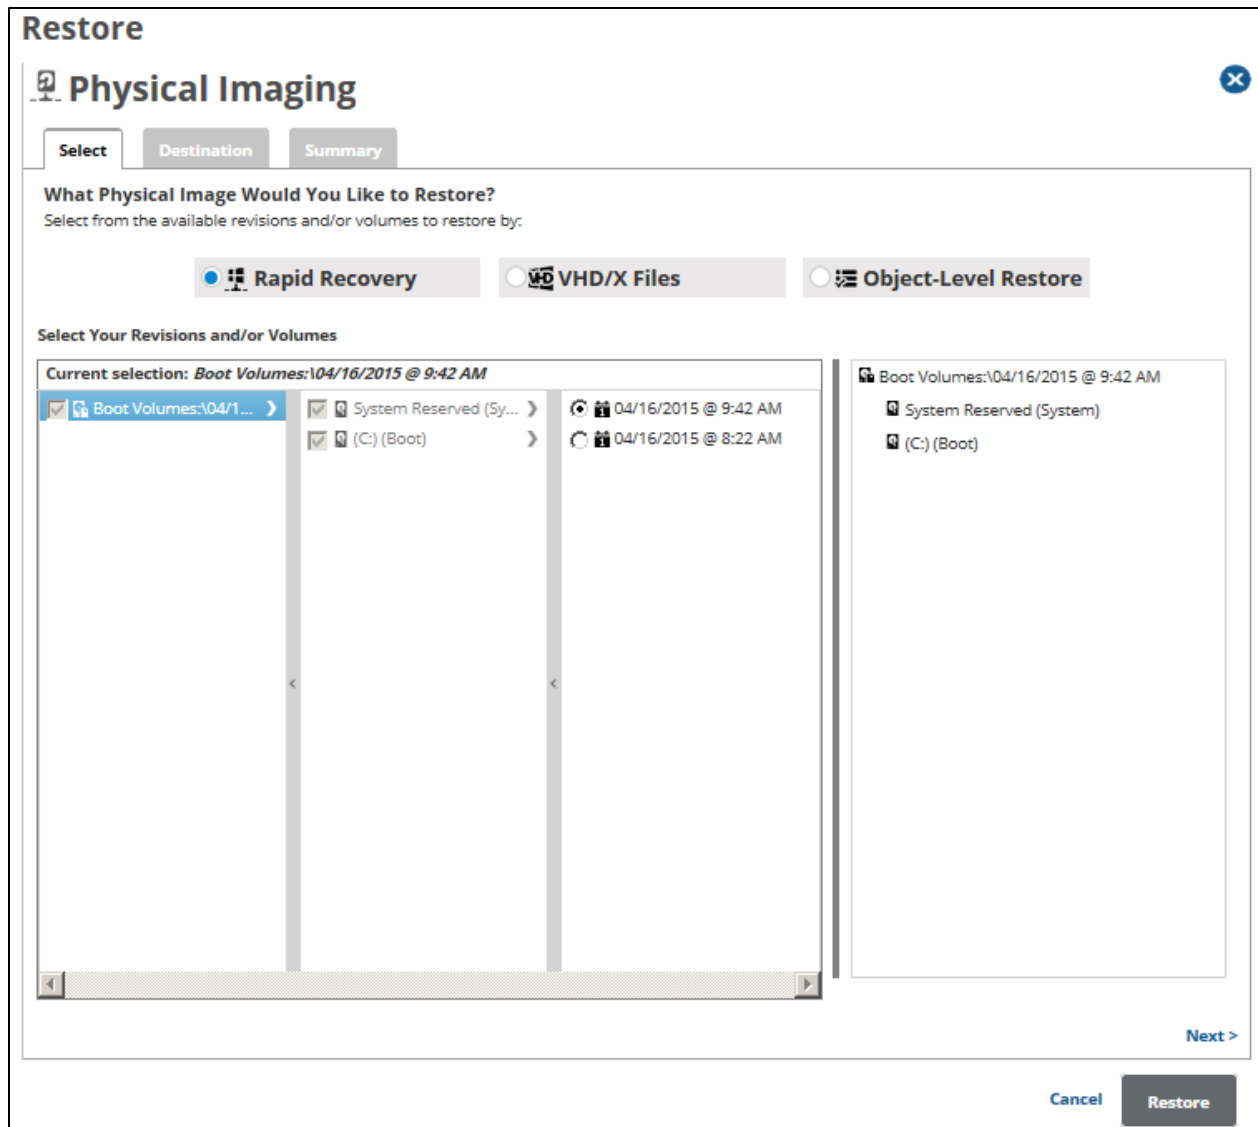 Restore
Physical Imaging
Select
Destination
Summary
What Physical Image Would You Like to Restore?
Select from the available revisions and/or volumes to restore by:
Rapid Recovery
VHD/X Files
Object-Level Restore
Select Your Revisions and/or Volumes
Current selection: Boot Volumes:\04/16/2015 @ 9:42 AM
Boot Volumes:\04/1...
System Reserved (Sy...
(C:) (Boot)
04/16/2015 @ 9:42 AM
04/16/2015 @ 8:22 AM
Boot Volumes:\04/16/2015 @ 9:42 AM
System Reserved (System)
(C:) (Boot)
Next >
Cancel
Restore